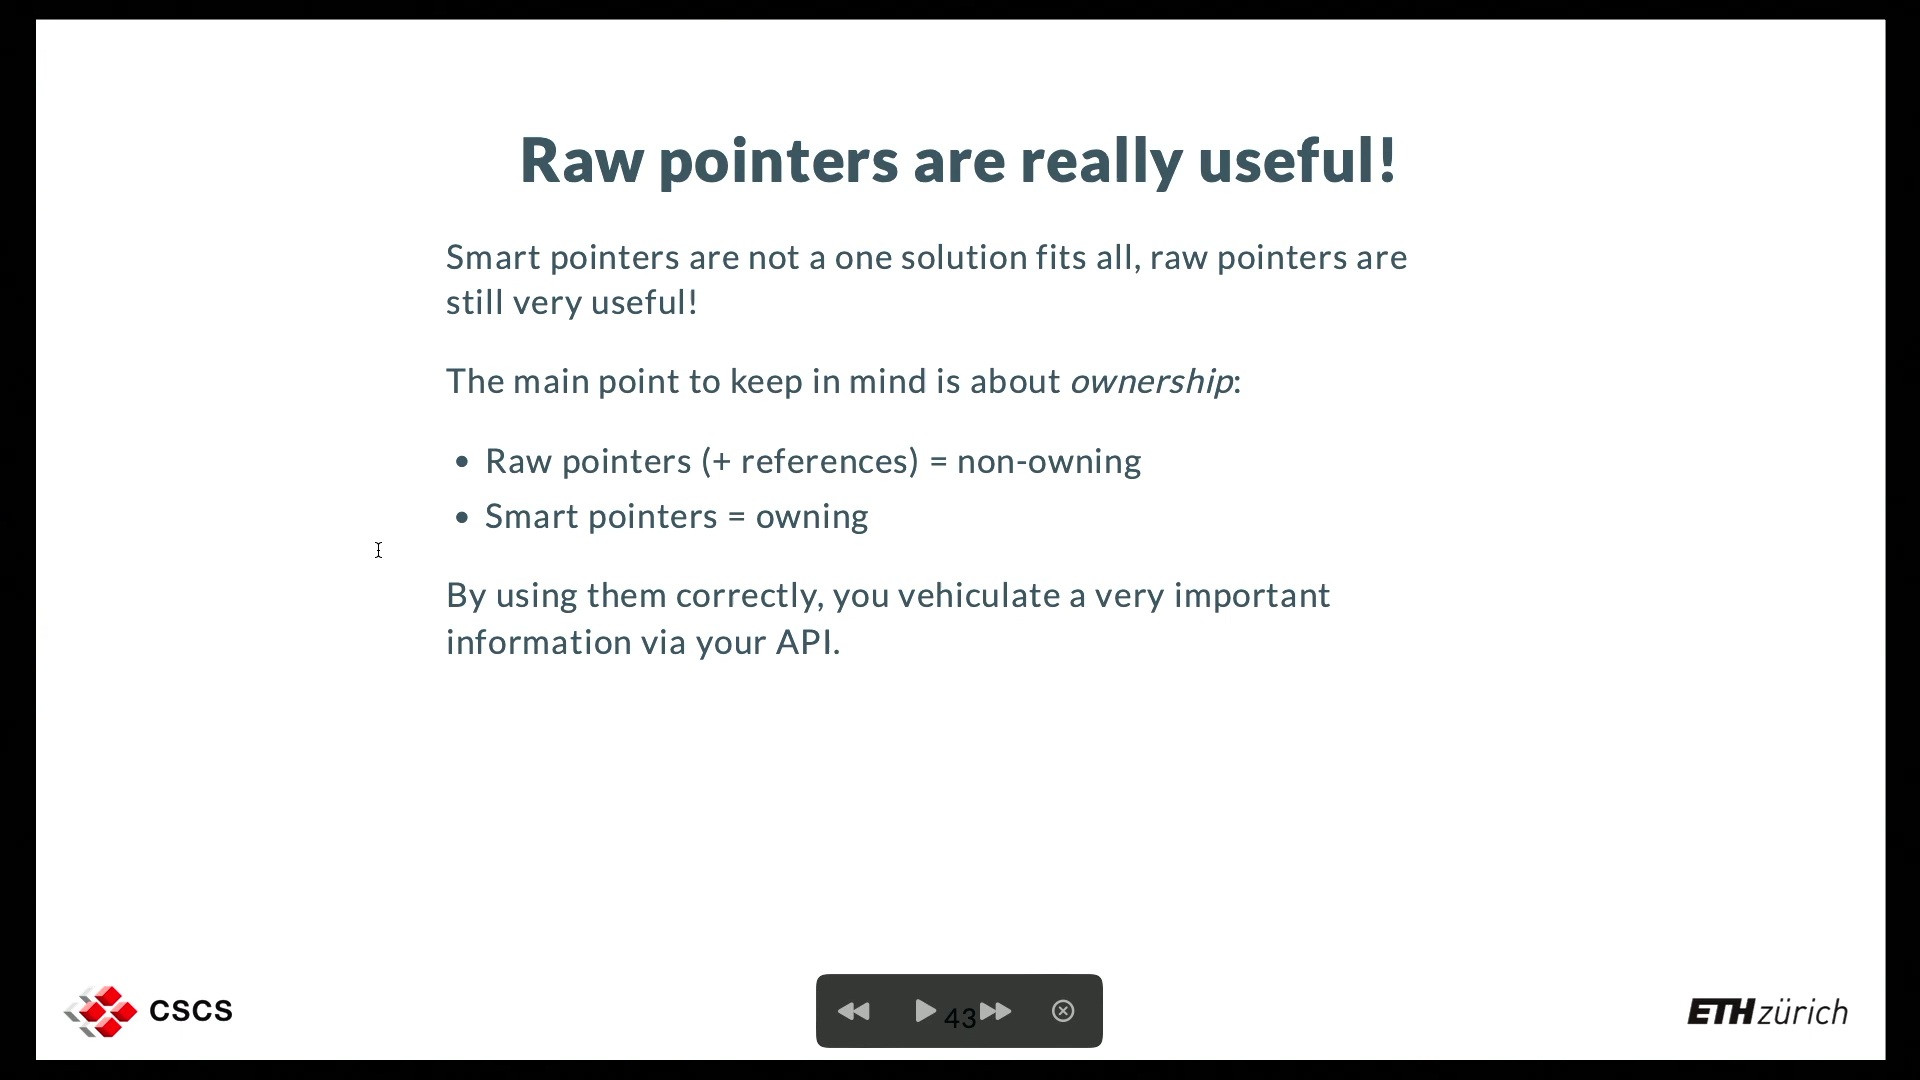 Raw pointers are really useful!
Smart pointers are not a one solution fits all, raw pointers are
still very useful!
The main point to keep in mind is about ownership:
• Raw pointers (+ references) = non-owning
• Smart pointers = owning
By using them correctly, you vehiculate a very important
information via your API.
CSCS
43
ETH zürich